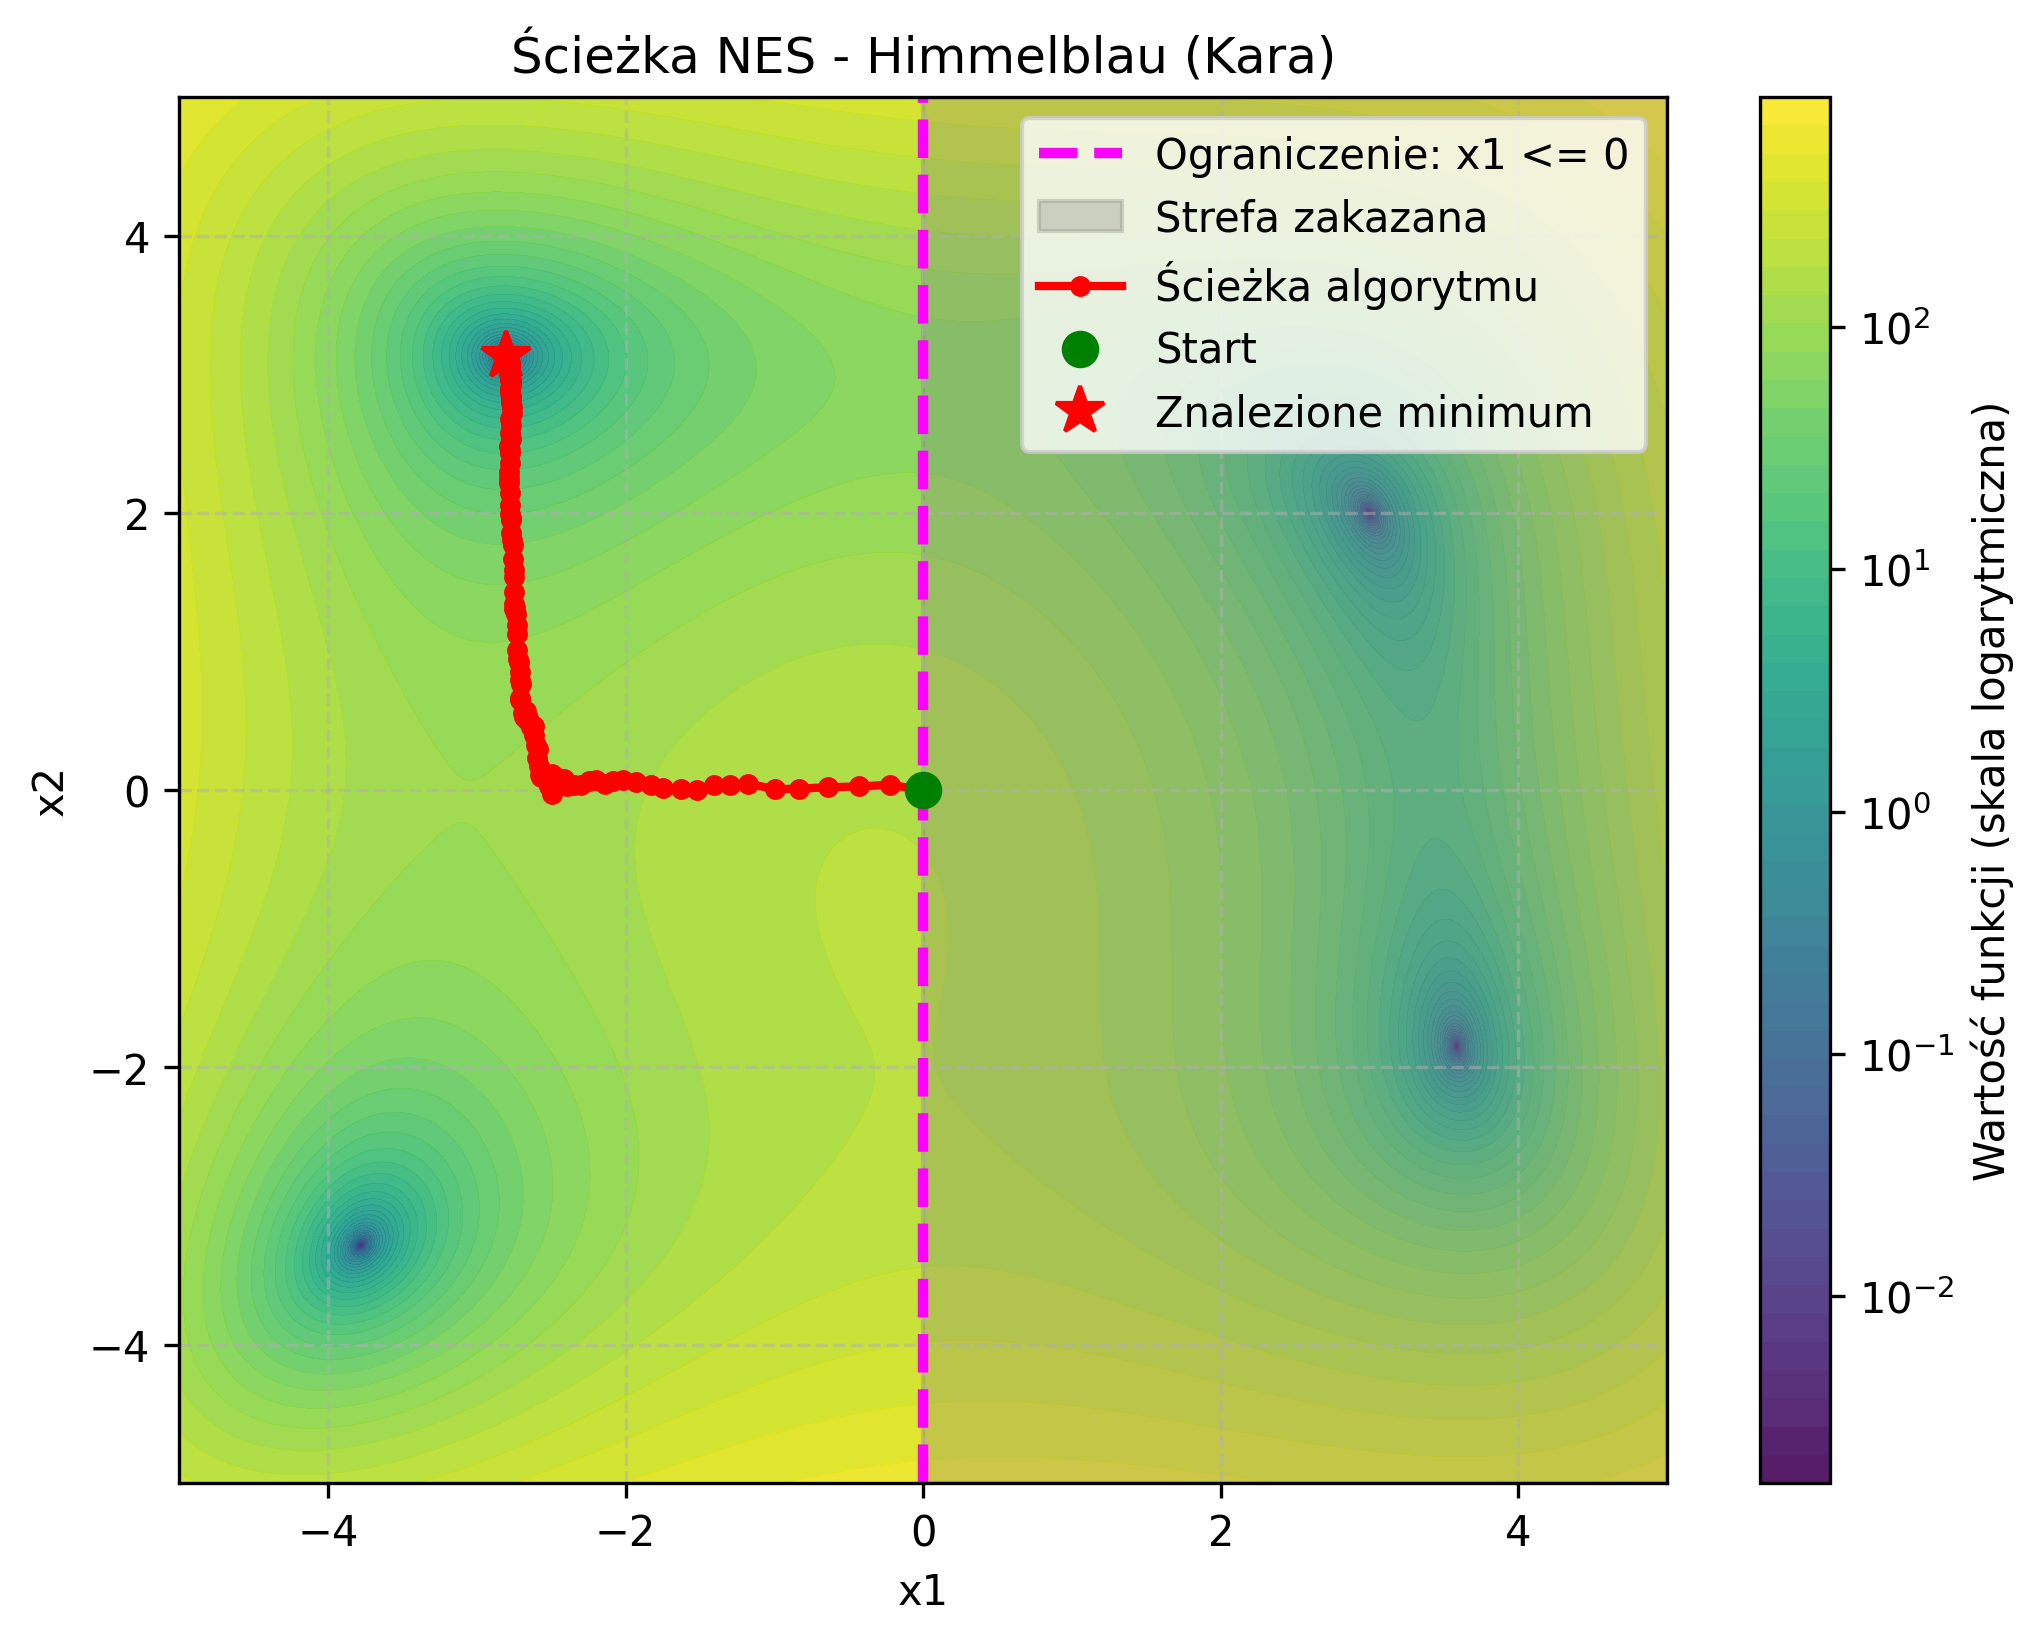 Ścieżka NES - Himmelblau (Kara)
Ograniczenie: x1 <= 0
Strefa zakazana
Ścieżka algorytmu
Start
Znalezione minimum
x2
4
2
0
−2
−4
−4
−2
0
2
4
x1
10²
10¹
10⁰
10⁻¹
10⁻²
Wartość funkcji (skala logarytmiczna)